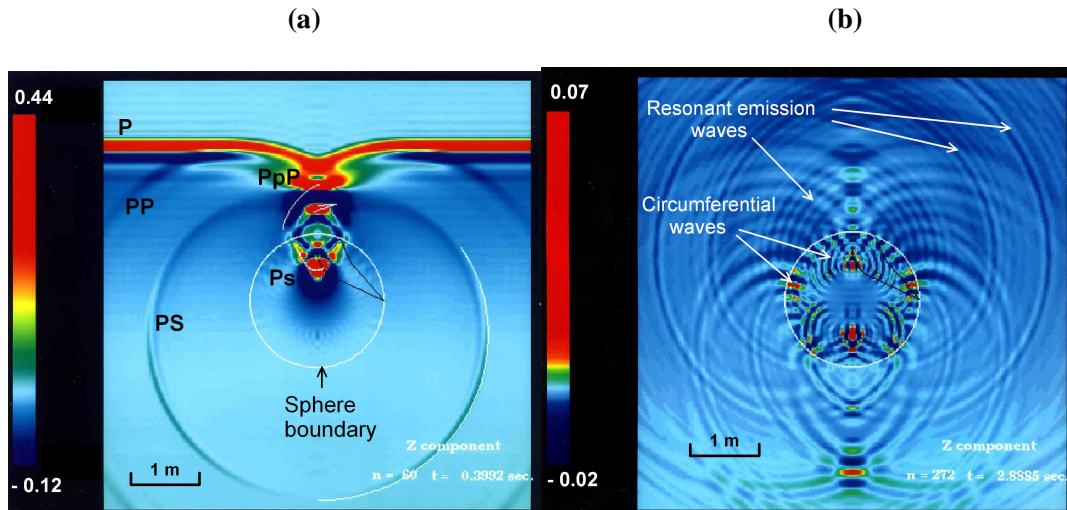 (a)
(b)
0.44
P
PpP
PP
Ps
PS
Sphere
boundary
Z component
1 m
n = 60 t = 0.3992 sec.
- 0.12
0.07
Resonant emission
waves
Circumferential
waves
1 m
Z component
n = 272 t = 2.8885 sec.
- 0.02